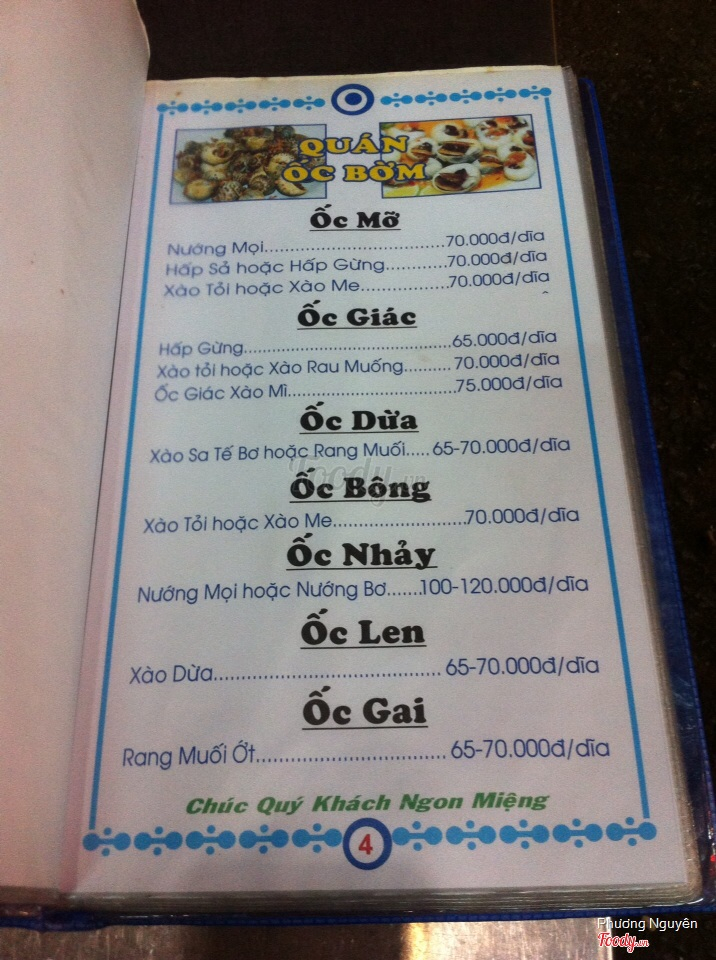 QUÁN
ỐC BỜM
Ốc Mỡ
Nướng Mọi..............................70.000đ/dĩa
Hấp Sả hoặc Hấp Gừng............70.000đ/dĩa
Xào Tỏi hoặc Xào Me...............70.000đ/dĩa
Ốc Giác
Hấp Gừng...................................65.000đ/dĩa
Xào tỏi hoặc Xào Rau Muống........70.000đ/dĩa
Ốc Giác Xào Mì............................75.000đ/dĩa
Ốc Dừa
Xào Sa Tế Bơ hoặc Rang Muối.....65-70.000đ/dĩa
Foody.vn
Ốc Bông
Xào Tỏi hoặc Xào Me......................70.000đ/dĩa
Ốc Nhảy
Nướng Mọi hoặc Nướng Bơ.......100-120.000đ/dĩa
Ốc Len
Xào Dừa..................................... 65-70.000đ/dĩa
Ốc Gai
Rang Muối Ớt............................... 65-70.000đ/dĩa
Chúc Quý Khách Ngon Miệng
4
Phương Nguyên
Foody.vn